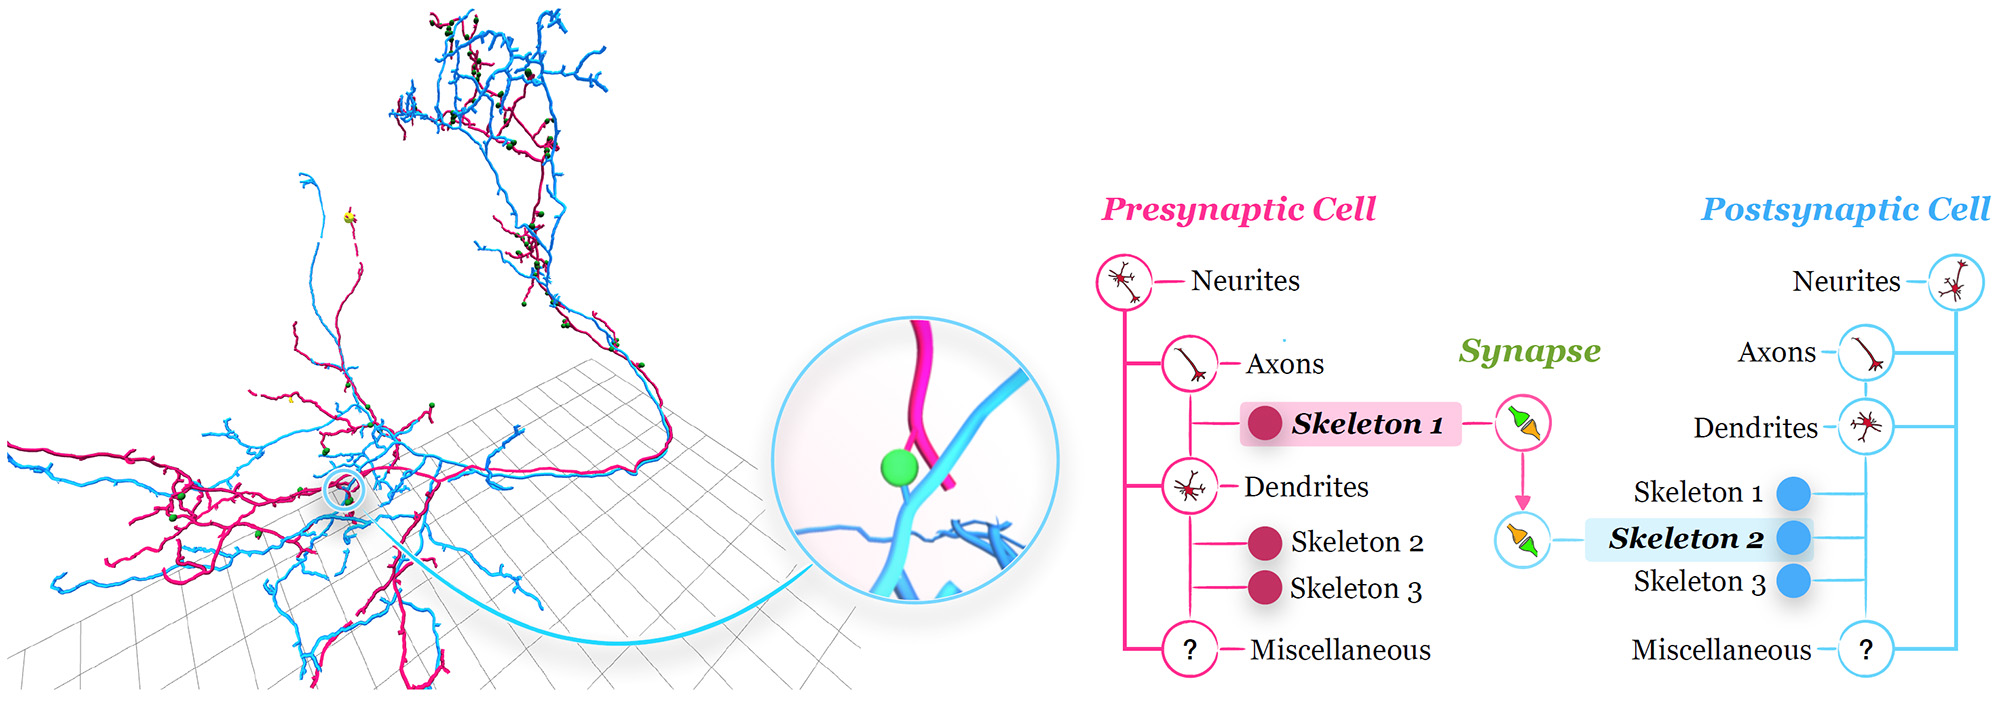 Presynaptic Cell
Neurites
Axons
Skeleton 1
Dendrites
Skeleton 2
Skeleton 3
?
Miscellaneous
Synapse
Postsynaptic Cell
Neurites
Axons
Dendrites
Skeleton 1
Skeleton 2
Skeleton 3
Miscellaneous
?